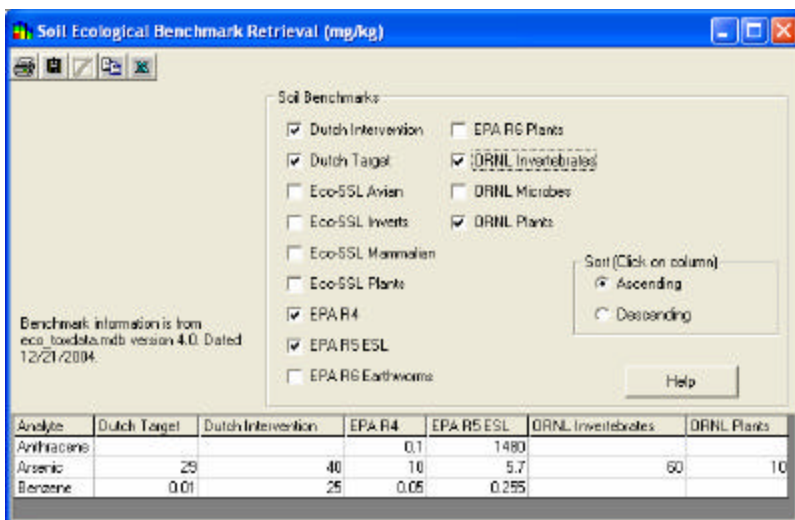 Soil Ecological Benchmark Retrieval (mg/kg)
Soil Benchmarks
Dutch Intervention
Dutch Target
Eco-SSL Avian
Eco-SSL Inverts
Eco-SSL Mammalian
Eco-SSL Plants
EPA R4
EPA R5 ESL
EPA R6 Earthworms
EPA R6 Plants
ORNL Invertebrates
ORNL Microbes
ORNL Plants
Sort (Click on column)
Ascending
Descending
Help
Benchmark information is from
eco_toxdata.mdb version 4.0. Dated
12/21/2004.
Analyte Dutch Target Dutch Intervention EPA R4 EPA R5 ESL ORNL Invertebrates ORNL Plants
Anthracene 0.1 1480
Arsenic 29 40 10 5.7 60 10
Benzene 0.01 25 0.05 0.255